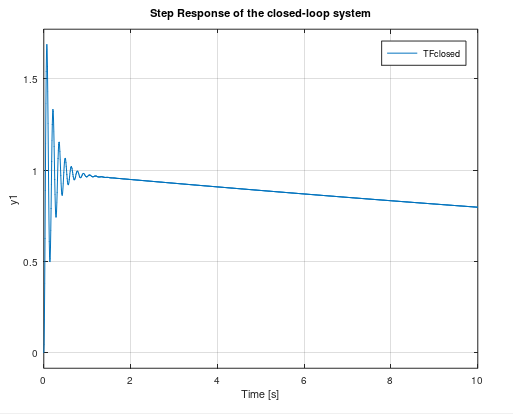 Step Response of the closed-loop system
TFclosed
1.5
1
0.5
0
y1
0 2 4 6 8 10
Time [s]